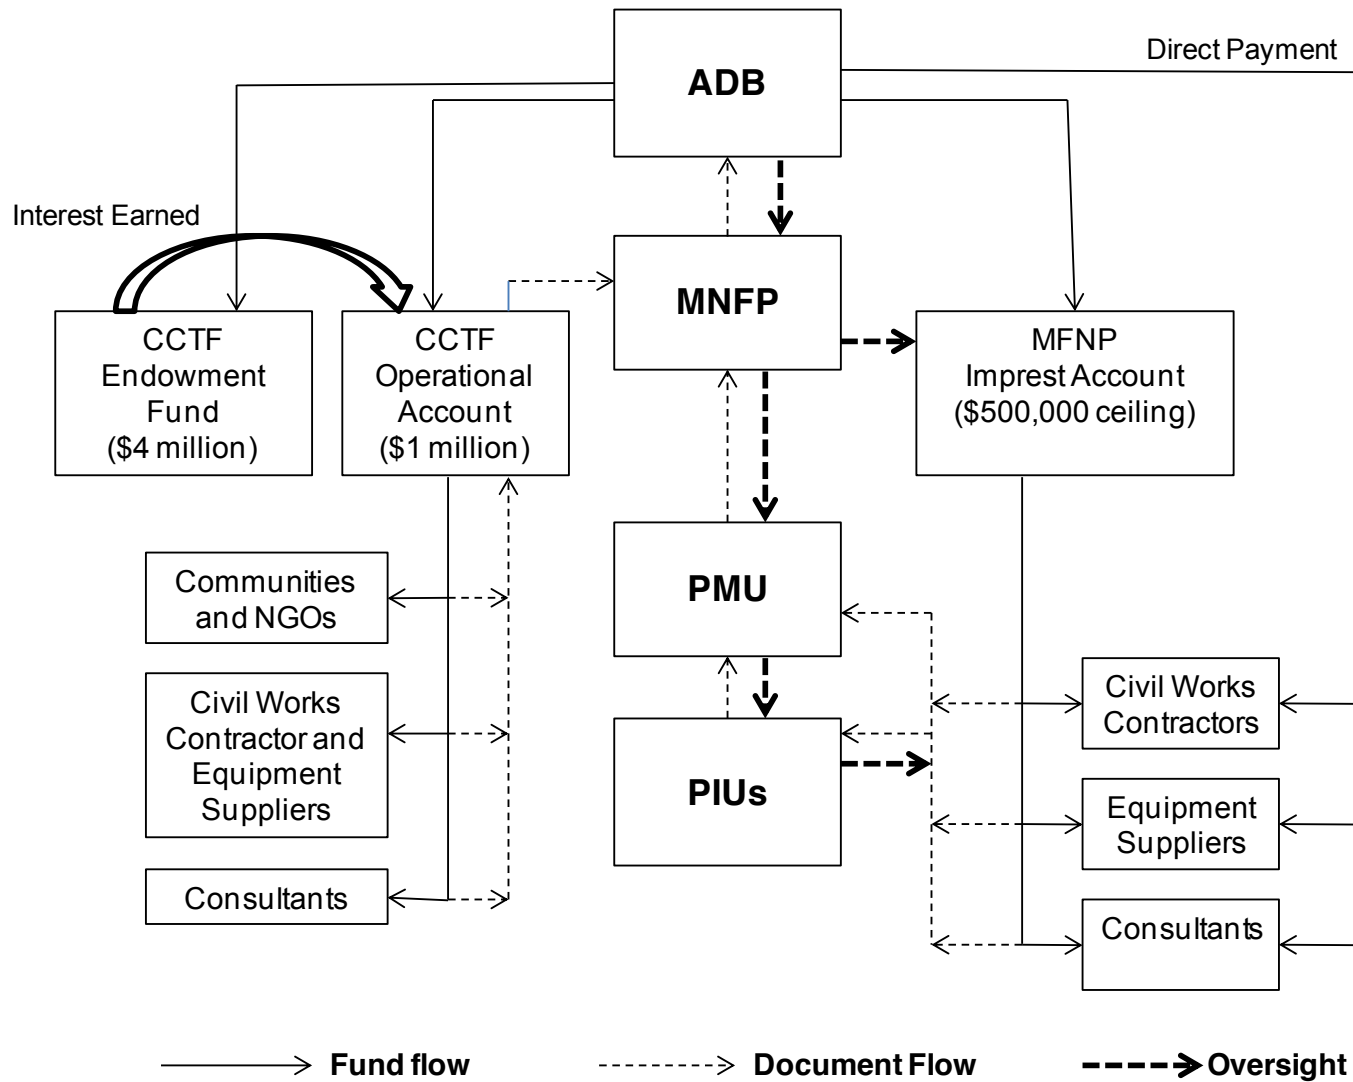 ADB
Direct Payment
Interest Earned
MNFP
CCTF
Endowment
Fund
($4 million)
CCTF
Operational
Account
($1 million)
MFNP
Imprest Account
($500,000 ceiling)
Communities
and NGOs
PMU
Civil Works
Contractor and
Equipment
Suppliers
Civil Works
Contractors
PIUs
Equipment
Suppliers
Consultants
Consultants
Fund flow
Document Flow
Oversight